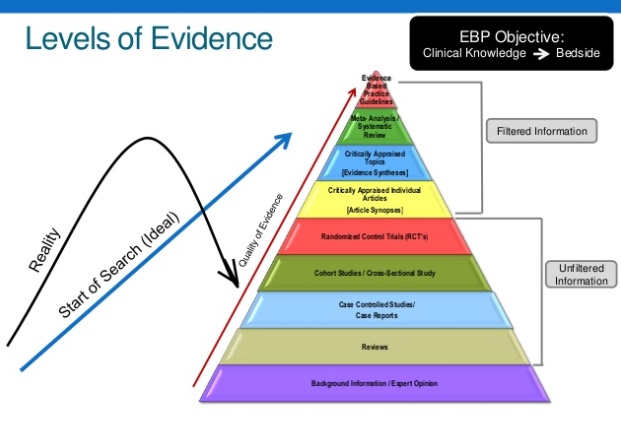 Levels of Evidence
EBP Objective:
Clinical Knowledge → Bedside
Evidence
Based
Practice
Guidelines
Meta- Analysis /
Systematic
Review
Critically Appraised
Topics
[Evidence Syntheses]
Critically Appraised Individual
Articles
[Article Synopses]
Randomized Control Trials (RCT's)
Cohort Studies / Cross-Sectional Study
Case Controlled Studies/
Case Reports
Reviews
Background Information / Expert Opinion
Filtered Information
Unfiltered
Information
Quality of Evidence
Reality
Start of Search (Ideal)